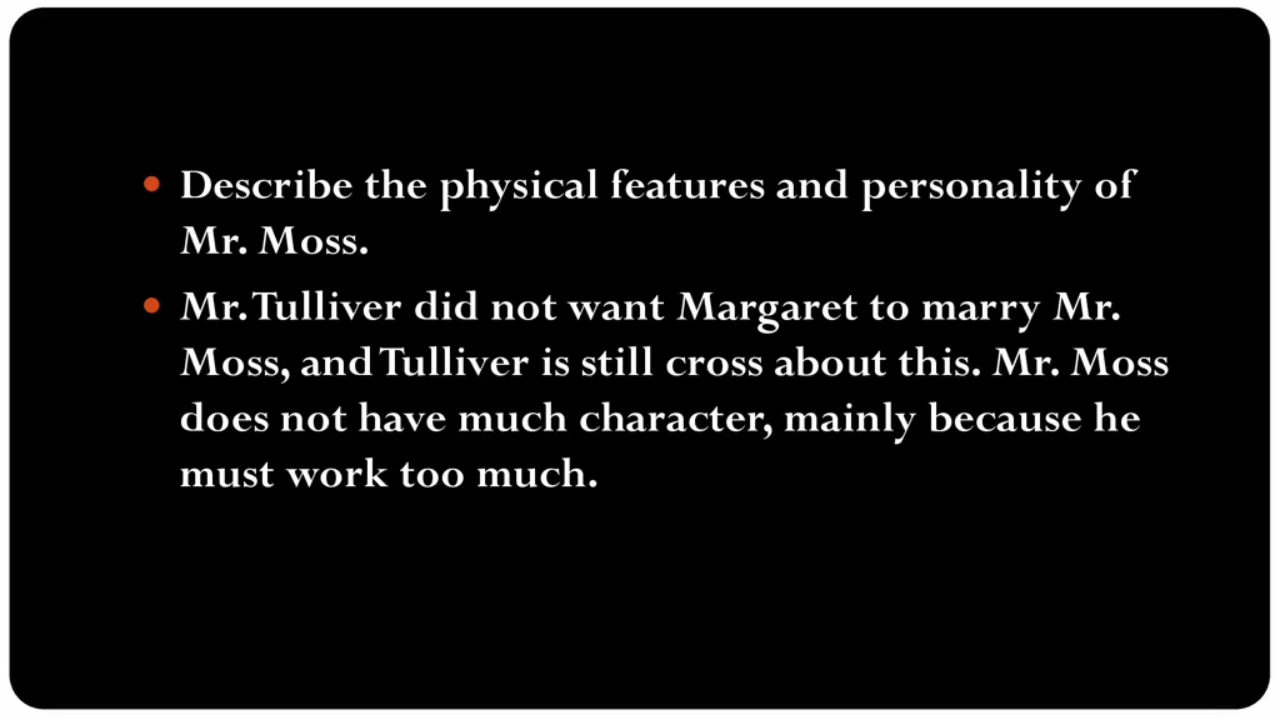 • Describe the physical features and personality of
Mr. Moss.
• Mr. Tulliver did not want Margaret to marry Mr.
Moss, and Tulliver is still cross about this. Mr. Moss
does not have much character, mainly because he
must work too much.